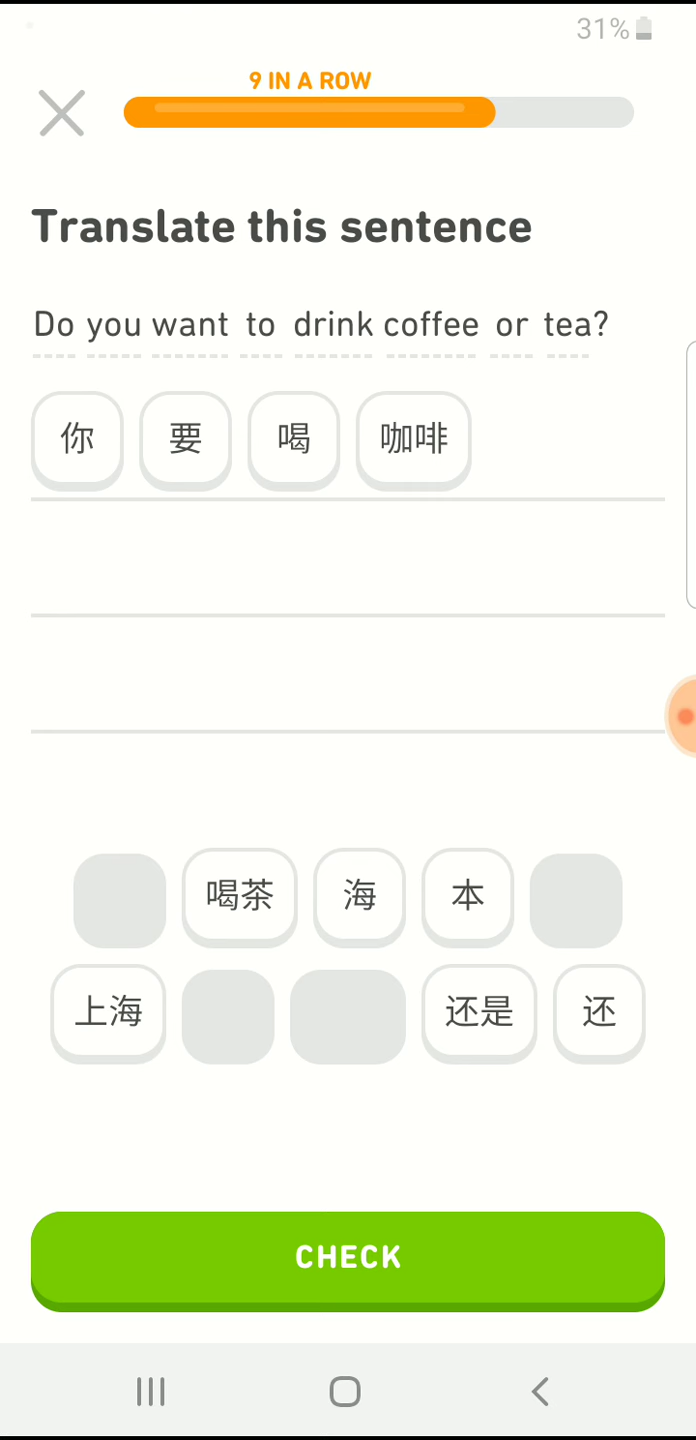 31%
9 IN A ROW
Translate this sentence
Do you want to drink coffee or tea?
你 要 喝 咖啡
喝茶 海 本
上海 还是 还
CHECK